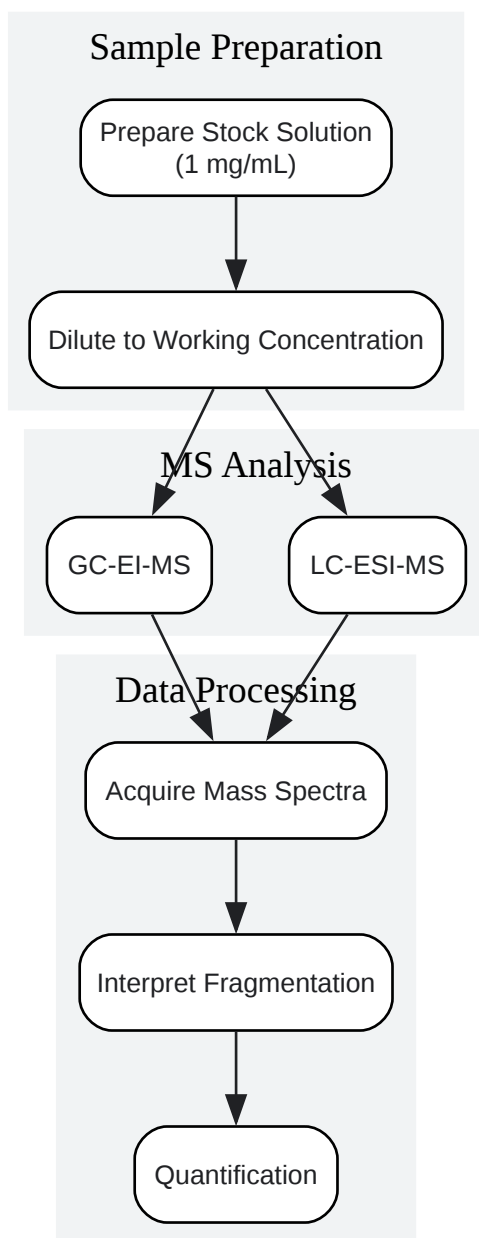 Sample Preparation
Prepare Stock Solution
(1 mg/mL)
Dilute to Working Concentration
MS Analysis
GC-EI-MS
LC-ESI-MS
Data Processing
Acquire Mass Spectra
Interpret Fragmentation
Quantification